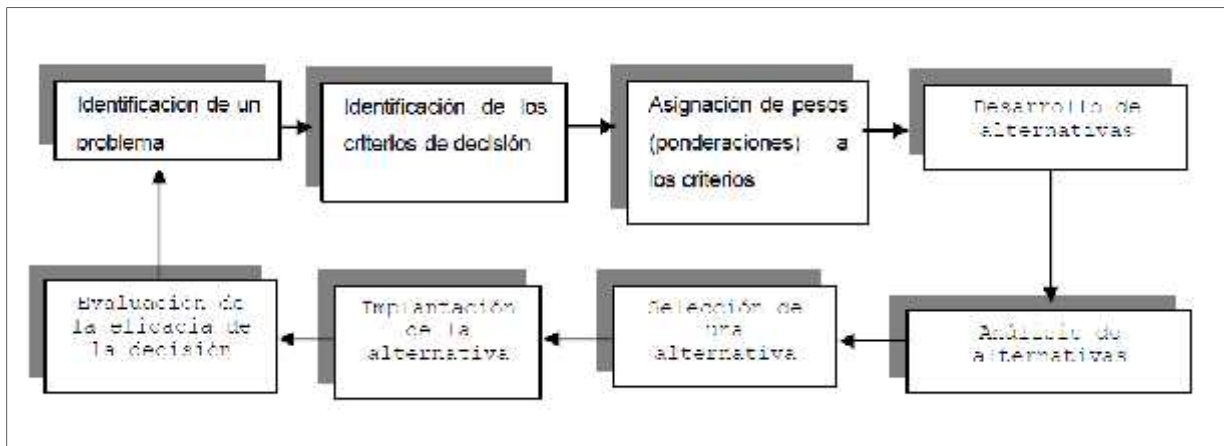 Identificacion de un
problema
Identificación de los
criterios de decisión
Asignación de pesos
(ponderaciones) a
los criterios
Desarrollo de
alternativas
Análisis de
alternativas
Selección de
una
alternativa
Implantación
de la
alternativa
Evaluación de
la eficacia de
la decisión